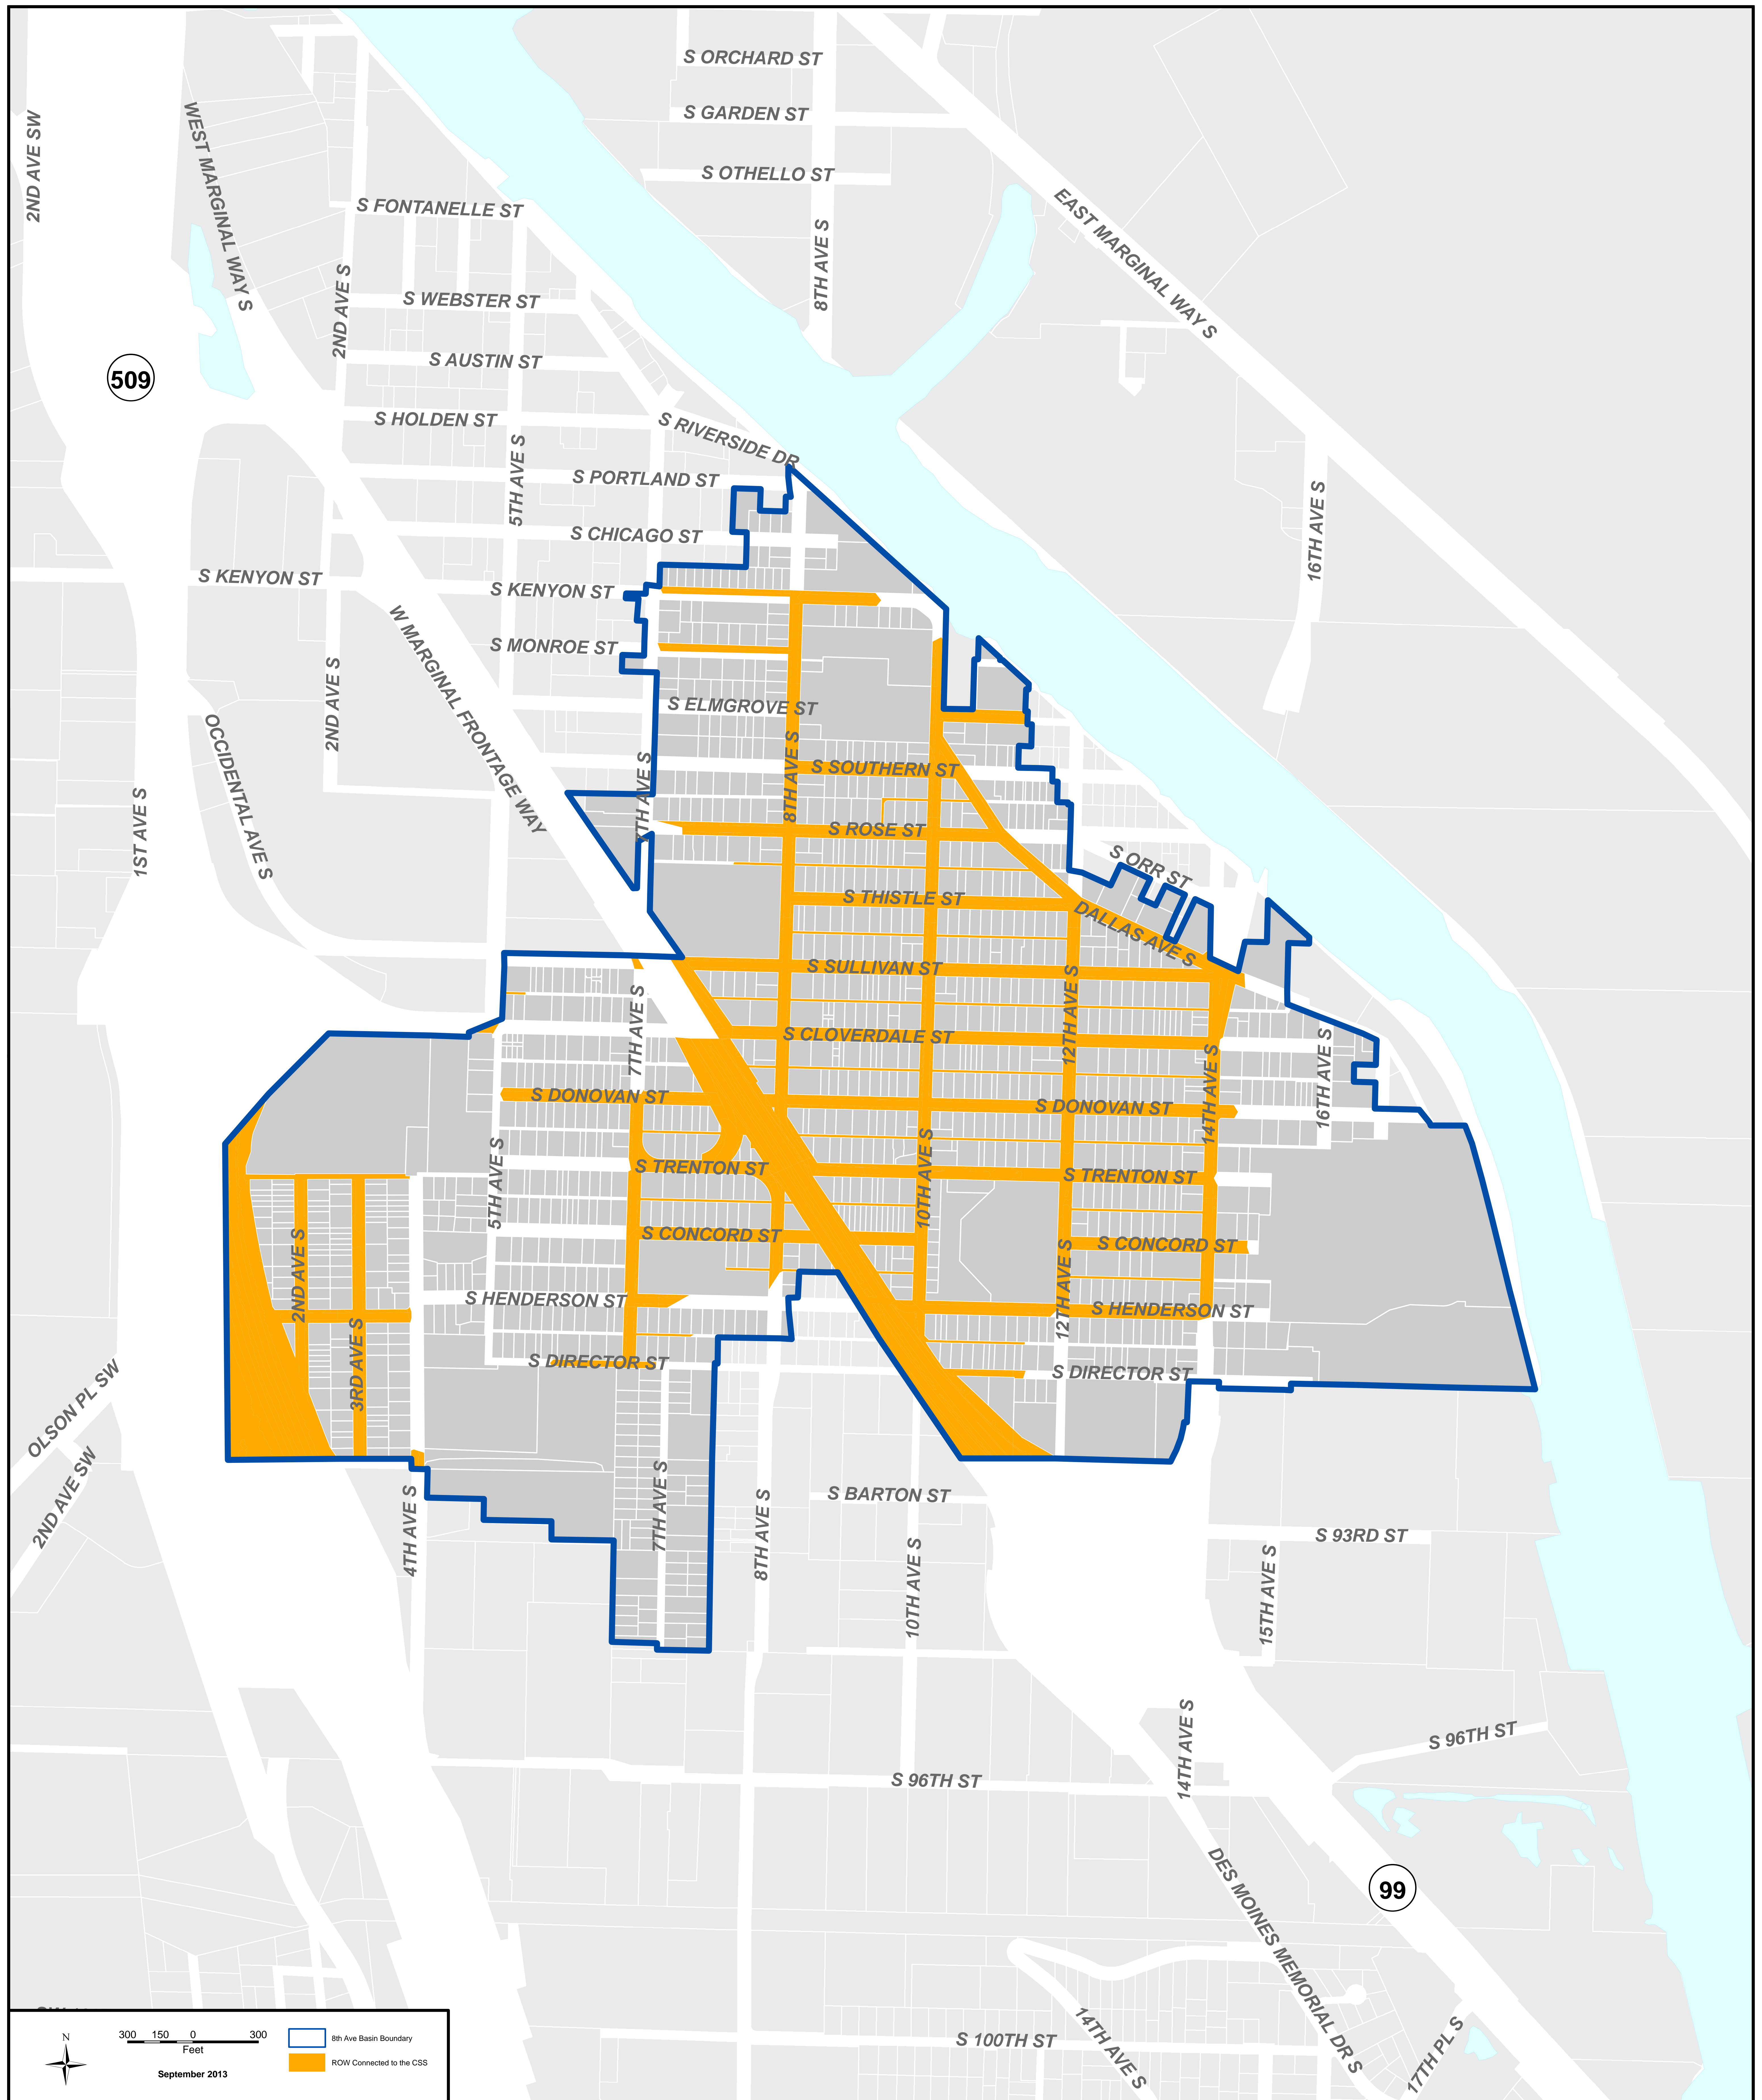 S ORCHARD ST
S GARDEN ST
2ND AVE SW
WEST MARGINAL WAY S
S OTHELLO ST
S FONTANELLE ST
EAST MARGINAL WAY S
8TH AVE S
2ND AVE S
S WEBSTER ST
S AUSTIN ST
509
S HOLDEN ST
S RIVERSIDE DR
5TH AVE S
S PORTLAND ST
S CHICAGO ST
16TH AVE S
S KENYON ST
S KENYON ST
S MONROE ST
W MARGINAL FRONTAGE WAY
2ND AVE S
S ELMGROVE ST
OCCIDENTAL AVE S
8TH AVE S
S SOUTHERN ST
7TH AVE S
1ST AVE S
S ROSE ST
S ORR ST
S THISTLE ST
DALLAS AVE S
S SULLIVAN ST
12TH AVE S
7TH AVE S
S CLOVERDALE ST
16TH AVE S
14TH AVE S
S DONOVAN ST
S DONOVAN ST
5TH AVE S
10TH AVE S
S TRENTON ST
S TRENTON ST
S CONCORD ST
S CONCORD ST
2ND AVE S
12TH AVE S
S HENDERSON ST
S HENDERSON ST
3RD AVE S
S DIRECTOR ST
S DIRECTOR ST
OLSON PL SW
2ND AVE SW
4TH AVE S
7TH AVE S
8TH AVE S
S BARTON ST
10TH AVE S
S 93RD ST
15TH AVE S
14TH AVE S
S 96TH ST
S 96TH ST
DES MOINES MEMORIAL DR S
99
14TH AVE S
S 100TH ST
17TH PL S
N
300 150 0 300
Feet
September 2013
8th Ave Basin Boundary
ROW Connected to the CSS